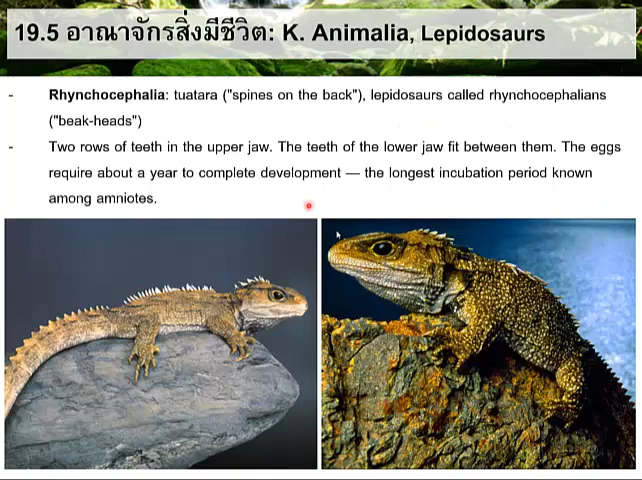 19.5 อาณาจักรสิ่งมีชีวิต: K. Animalia, Lepidosaurs
- Rhynchocephalia: tuatara ("spines on the back"), lepidosaurs called rhynchocephalians
("beak-heads")
- Two rows of teeth in the upper jaw. The teeth of the lower jaw fit between them. The eggs
require about a year to complete development — the longest incubation period known
among amniotes.